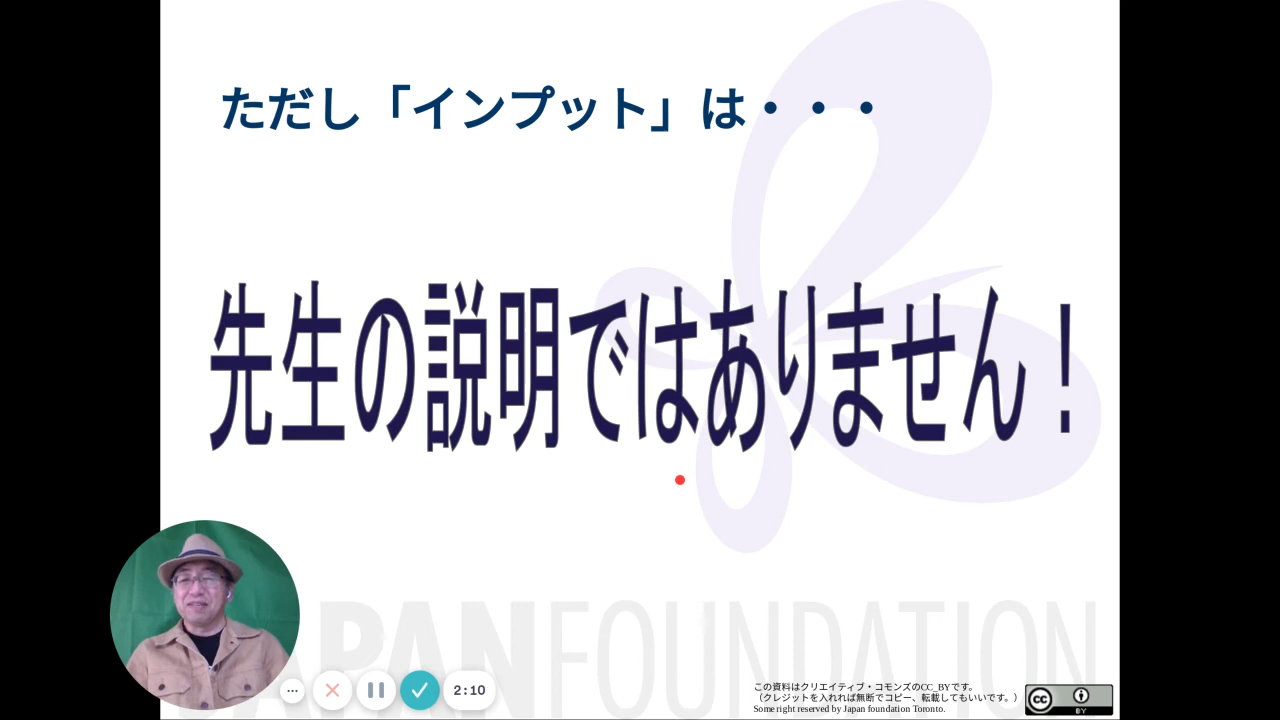 ただし「インプット」は・・・
先生の説明ではありません！
JAPAN FOUNDATION
2:10
この資料はクリエイティブ・コモンズのCC_BYです。
（クレジットを入れれば無断でコピー、転載してもいいです。）
Some right reserved by Japan foundation Toronto.
CC
BY